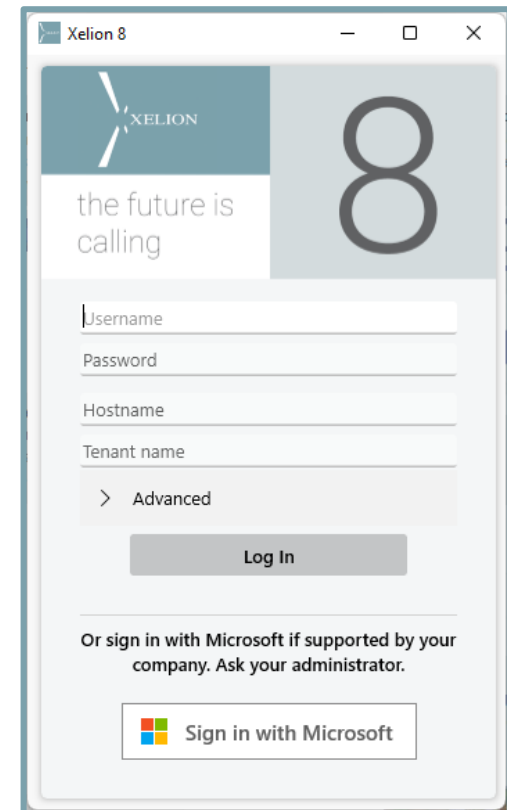 Xelion 8
XELION
8
the future is
calling
Username
Password
Hostname
Tenant name
Advanced
Log In
Or sign in with Microsoft if supported by your
company. Ask your administrator.
Sign in with Microsoft